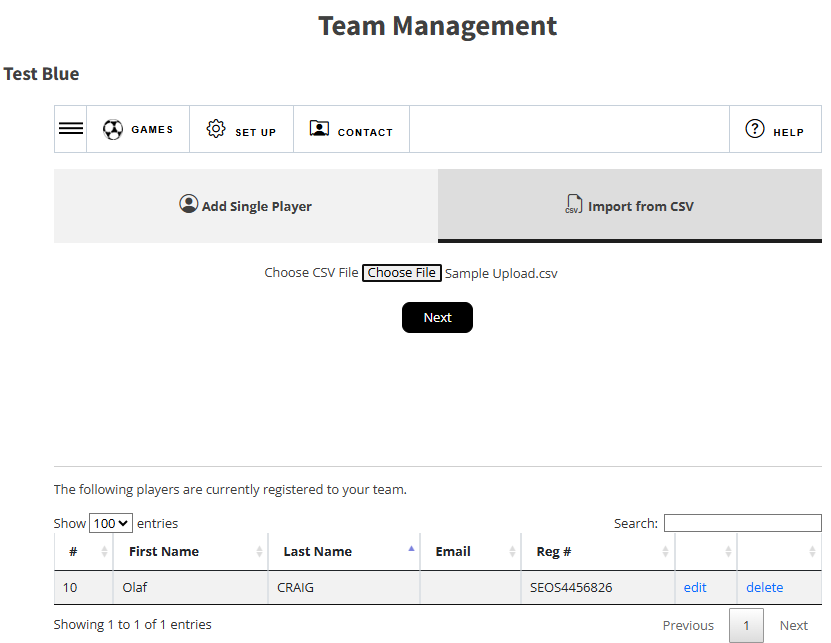 Team Management
Test Blue
GAMES SET UP CONTACT HELP
Add Single Player CSV Import from CSV
Choose CSV File Choose File Sample Upload.csv
Next
The following players are currently registered to your team.
Show 100 entries Search:
# First Name Last Name Email Reg #
10 Olaf CRAIG SEOS4456826 edit delete
Showing 1 to 1 of 1 entries Previous 1 Next